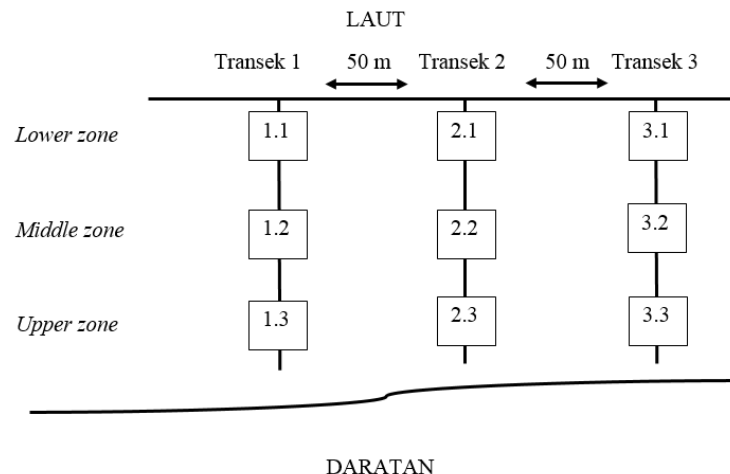 LAUT
Transek 1 50 m Transek 2 50 m Transek 3
Lower zone 1.1 2.1 3.1
Middle zone 1.2 2.2 3.2
Upper zone 1.3 2.3 3.3
DARATAN